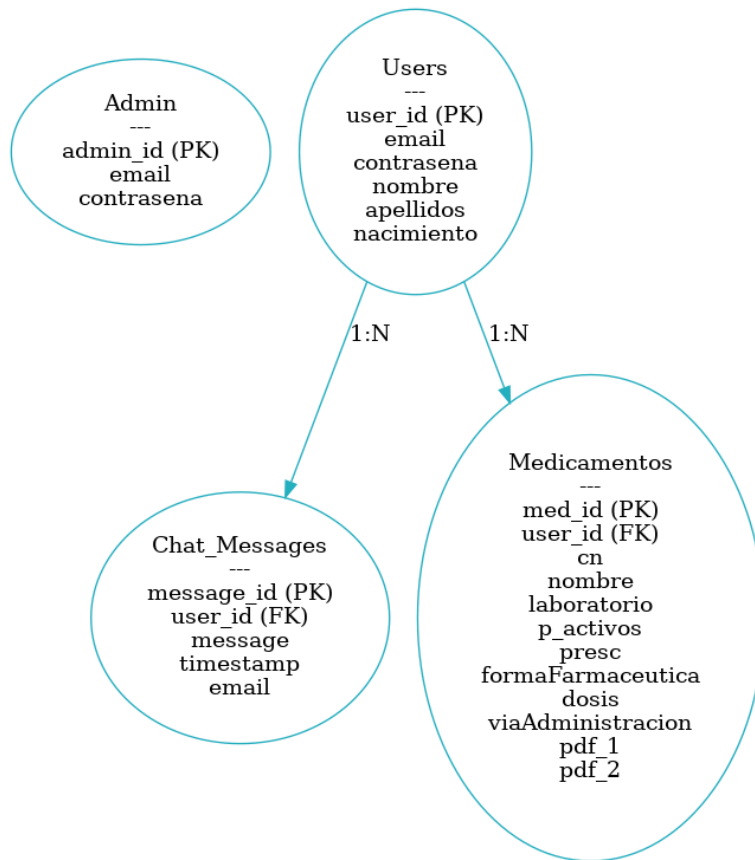 Admin
---
admin_id (PK)
email
contrasena
Users
---
user_id (PK)
email
contrasena
nombre
apellidos
nacimiento
1:N
1:N
Chat_Messages
---
message_id (PK)
user_id (FK)
message
timestamp
email
Medicamentos
---
med_id (PK)
user_id (FK)
cn
nombre
laboratorio
p_activos
presc
formaFarmaceutica
dosis
viaAdministracion
pdf_1
pdf_2